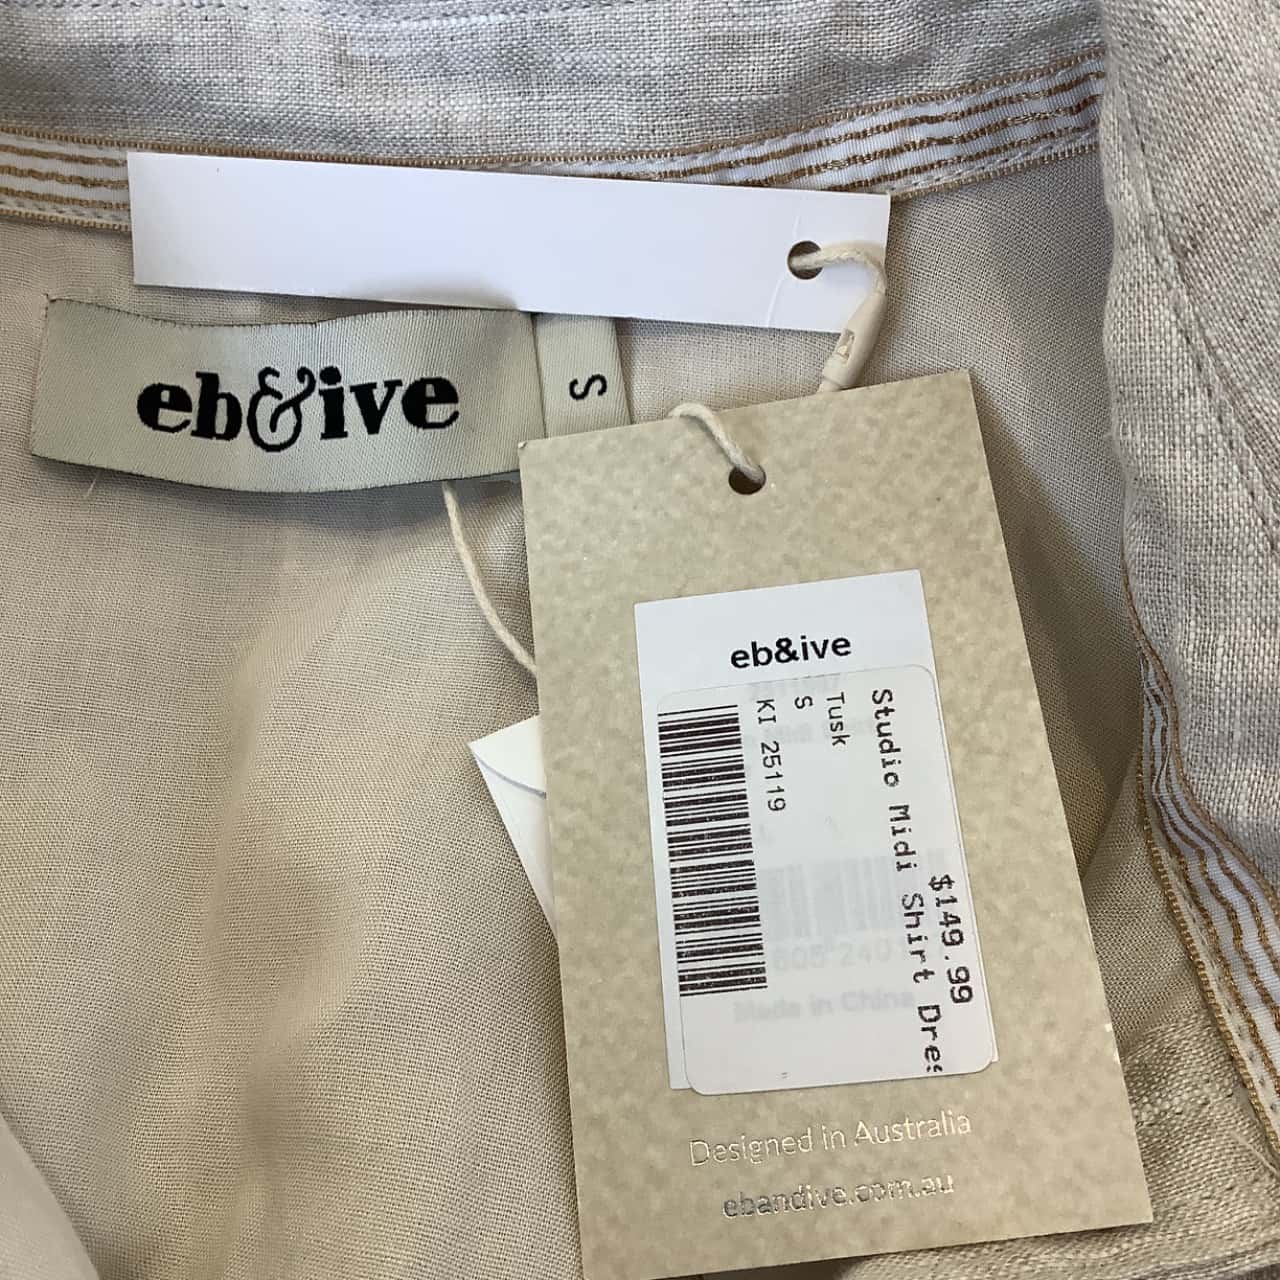 eb&ive
S
eb&ive
$149.99
Studio Midi Shirt Dres
Tusk
S
KI 25119
Made in China
Designed in Australia
ebandive.com.au